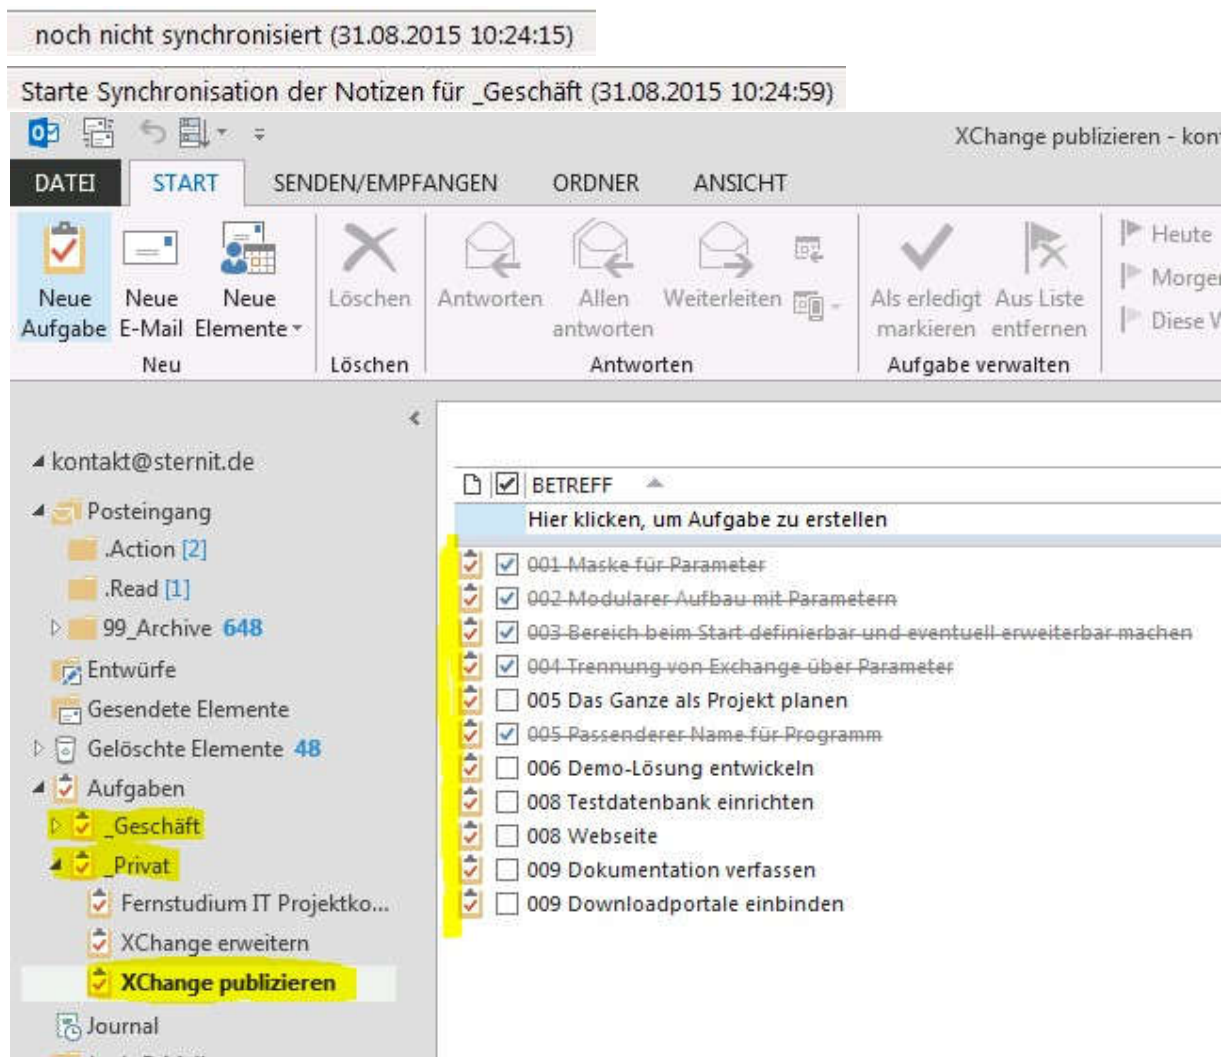 noch nicht synchronisiert (31.08.2015 10:24:15)
Starte Synchronisation der Notizen für _Geschäft (31.08.2015 10:24:59)
XChange publizieren - kon
DATEI START SENDEN/EMPFANGEN ORDNER ANSICHT
Neue Aufgabe
Neue E-Mail
Neue Elemente
Löschen
Antworten
Allen antworten
Weiterleiten
Als erledigt markieren
Aus Liste entfernen
Heute
Morgen
Diese W
Neu
Löschen
Antworten
Aufgabe verwalten
kontakt@sternit.de
Posteingang
.Action [2]
.Read [1]
99_Archive 648
Entwürfe
Gesendete Elemente
Gelöschte Elemente 48
Aufgaben
_Geschäft
_Privat
Fernstudium IT Projektko...
XChange erweitern
XChange publizieren
Journal
BETREFF
Hier klicken, um Aufgabe zu erstellen
001 Maske für Parameter
002 Modularer Aufbau mit Parametern
003 Bereich beim Start definierbar und eventuell erweiterbar machen
004 Trennung von Exchange über Parameter
005 Das Ganze als Projekt planen
005 Passenderer Name für Programm
006 Demo-Lösung entwickeln
008 Testdatenbank einrichten
008 Webseite
009 Dokumentation verfassen
009 Downloadportale einbinden